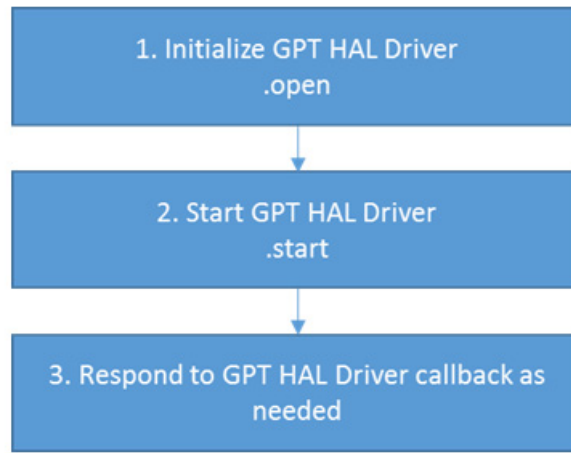 1. Initialize GPT HAL Driver
.open
2. Start GPT HAL Driver
.start
3. Respond to GPT HAL Driver callback as
needed